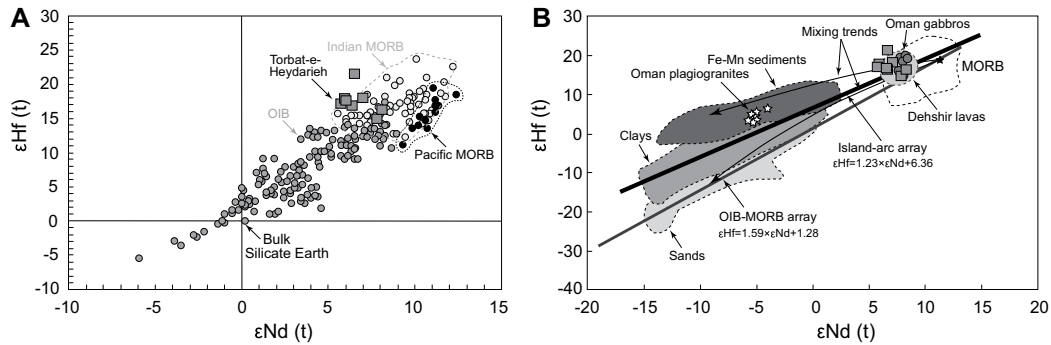 A
30
25
20
15
10
5
0
-5
-10
εHf (t)
-10
-5
0
5
10
15
εNd (t)
Indian MORB
Torbat-e-
Heydarieh
OIB
Pacific MORB
Bulk
Silicate Earth
B
30
20
10
0
-10
-20
-30
-40
εHf (t)
-20
-15
-10
-5
0
5
10
15
20
εNd (t)
Mixing trends
Oman gabbros
Fe-Mn sediments
Oman plagiogranites
MORB
Dehshir lavas
Clays
Island-arc array
εHf=1.23×εNd+6.36
OIB-MORB array
εHf=1.59×εNd+1.28
Sands